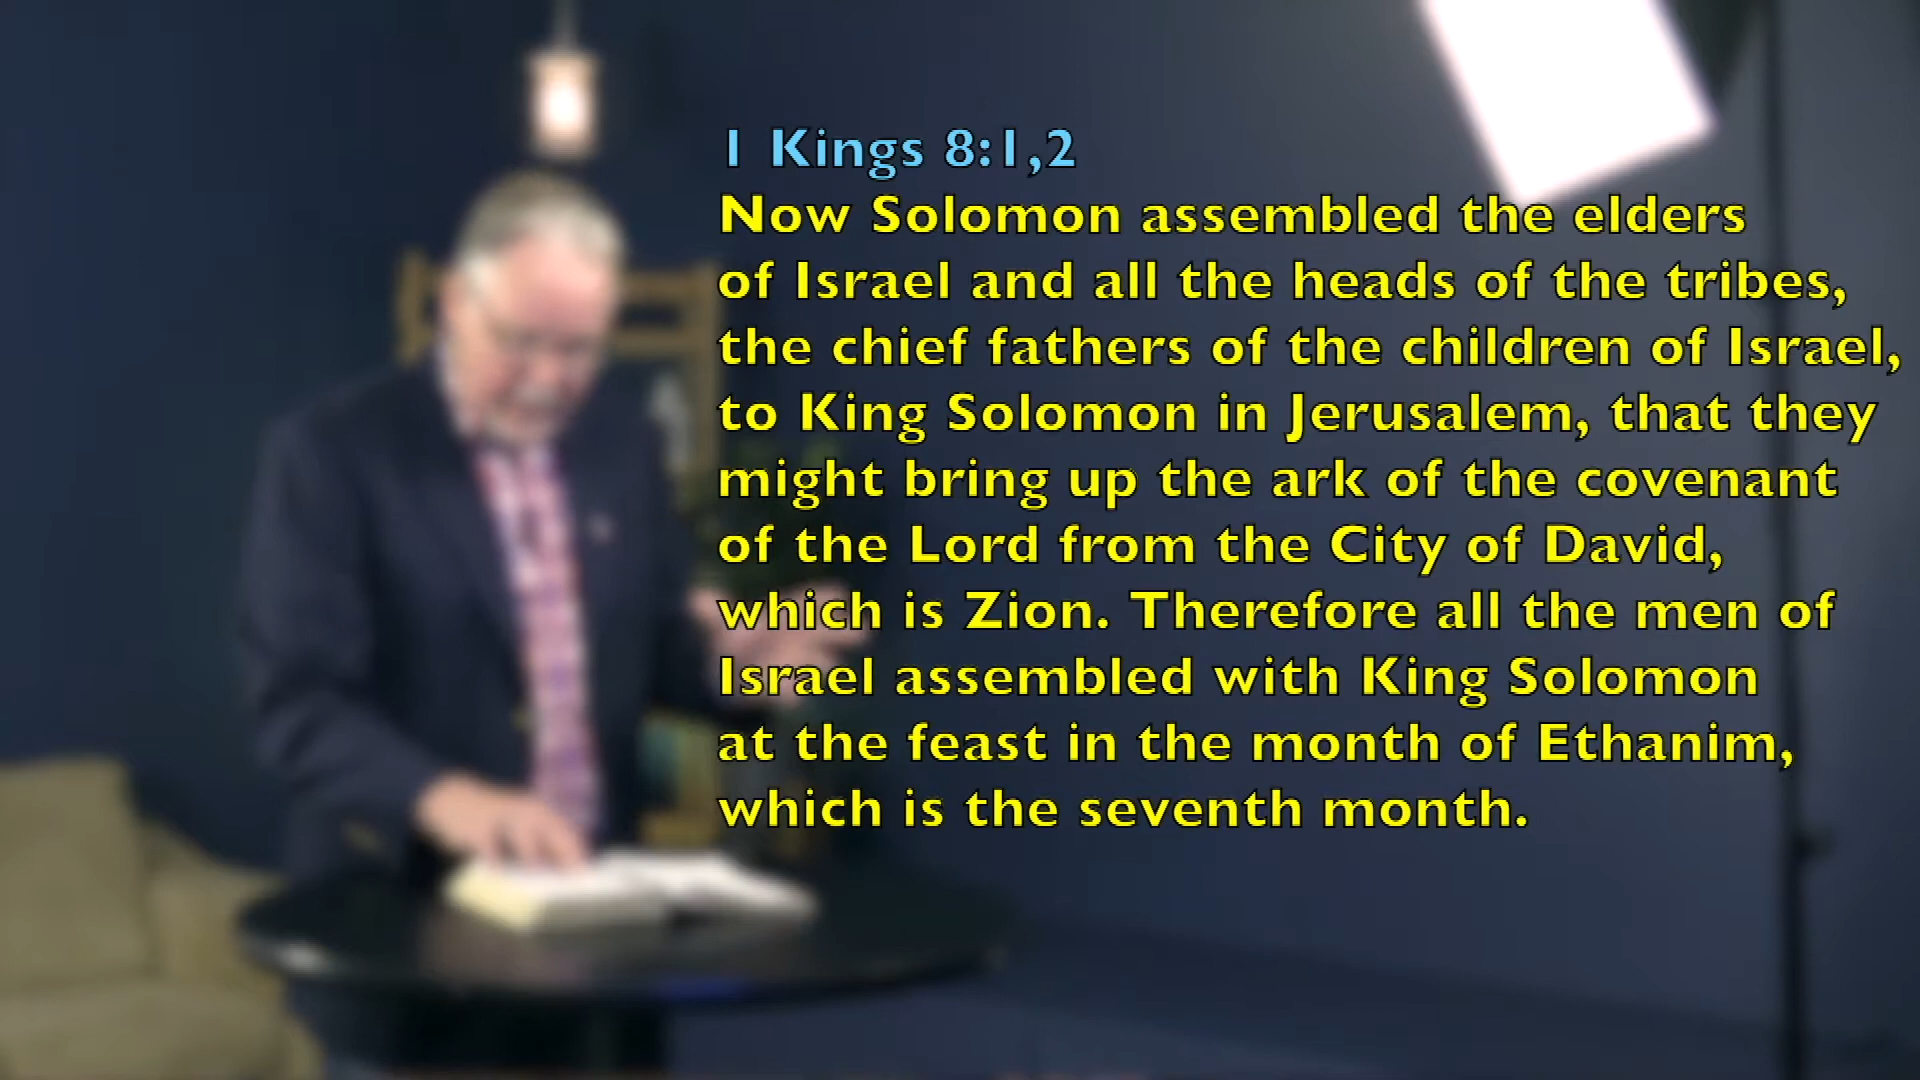 1 Kings 8:1,2
Now Solomon assembled the elders
of Israel and all the heads of the tribes,
the chief fathers of the children of Israel,
to King Solomon in Jerusalem, that they
might bring up the ark of the covenant
of the Lord from the City of David,
which is Zion. Therefore all the men of
Israel assembled with King Solomon
at the feast in the month of Ethanim,
which is the seventh month.